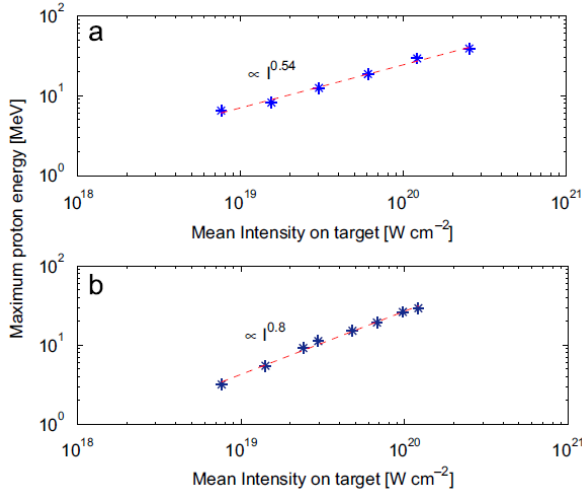 a
10^2
10^1
10^0
∝ I^0.54
10^18
10^19
10^20
10^21
Mean Intensity on target [W cm^−2]
Maximum proton energy [MeV]
b
10^2
10^1
10^0
∝ I^0.8
10^18
10^19
10^20
10^21
Mean Intensity on target [W cm^−2]